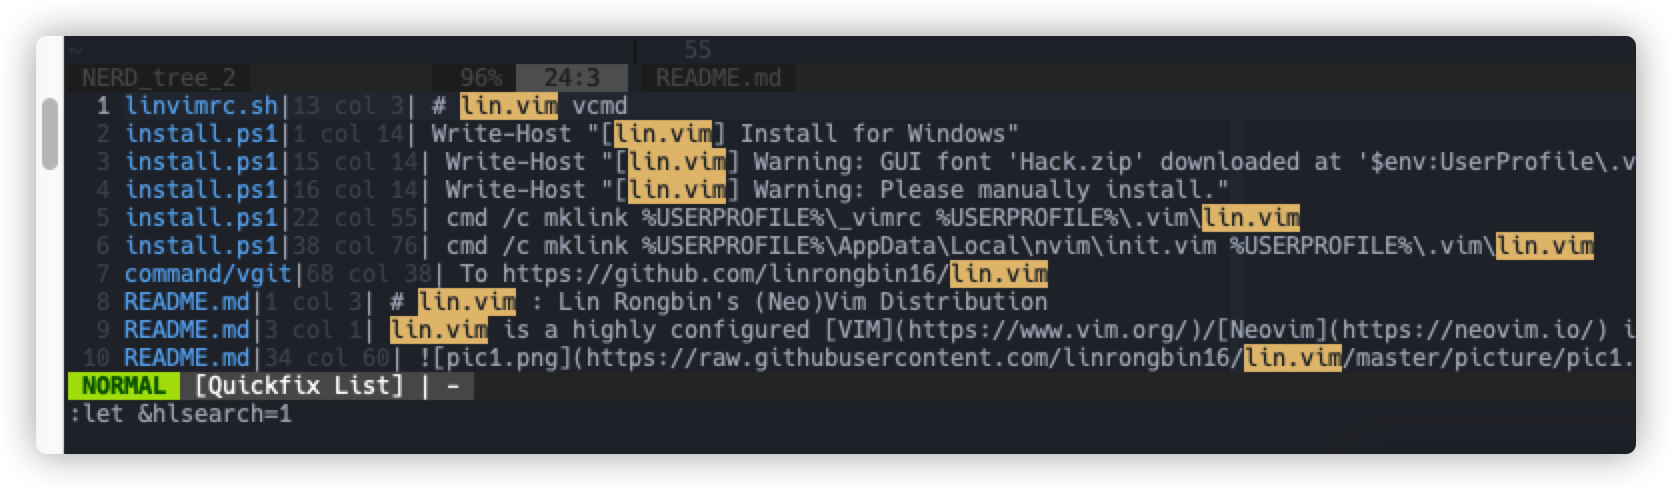 ~ 55
NERD_tree_2 96% 24:3 README.md
1 linvimrc.sh|13 col 3| # lin.vim vcmd
2 install.ps1|1 col 14| Write-Host "[lin.vim] Install for Windows"
3 install.ps1|15 col 14| Write-Host "[lin.vim] Warning: GUI font 'Hack.zip' downloaded at '$env:UserProfile\.v
4 install.ps1|16 col 14| Write-Host "[lin.vim] Warning: Please manually install."
5 install.ps1|22 col 55| cmd /c mklink %USERPROFILE%\_vimrc %USERPROFILE%\.vim\lin.vim
6 install.ps1|38 col 76| cmd /c mklink %USERPROFILE%\AppData\Local\nvim\init.vim %USERPROFILE%\.vim\lin.vim
7 command/vgit|68 col 38| To https://github.com/linrongbin16/lin.vim
8 README.md|1 col 3| # lin.vim : Lin Rongbin's (Neo)Vim Distribution
9 README.md|3 col 1| lin.vim is a highly configured [VIM](https://www.vim.org/)/[Neovim](https://neovim.io/) i
10 README.md|34 col 60| ![pic1.png](https://raw.githubusercontent.com/linrongbin16/lin.vim/master/picture/pic1.
NORMAL [Quickfix List] | -
:let &hlsearch=1